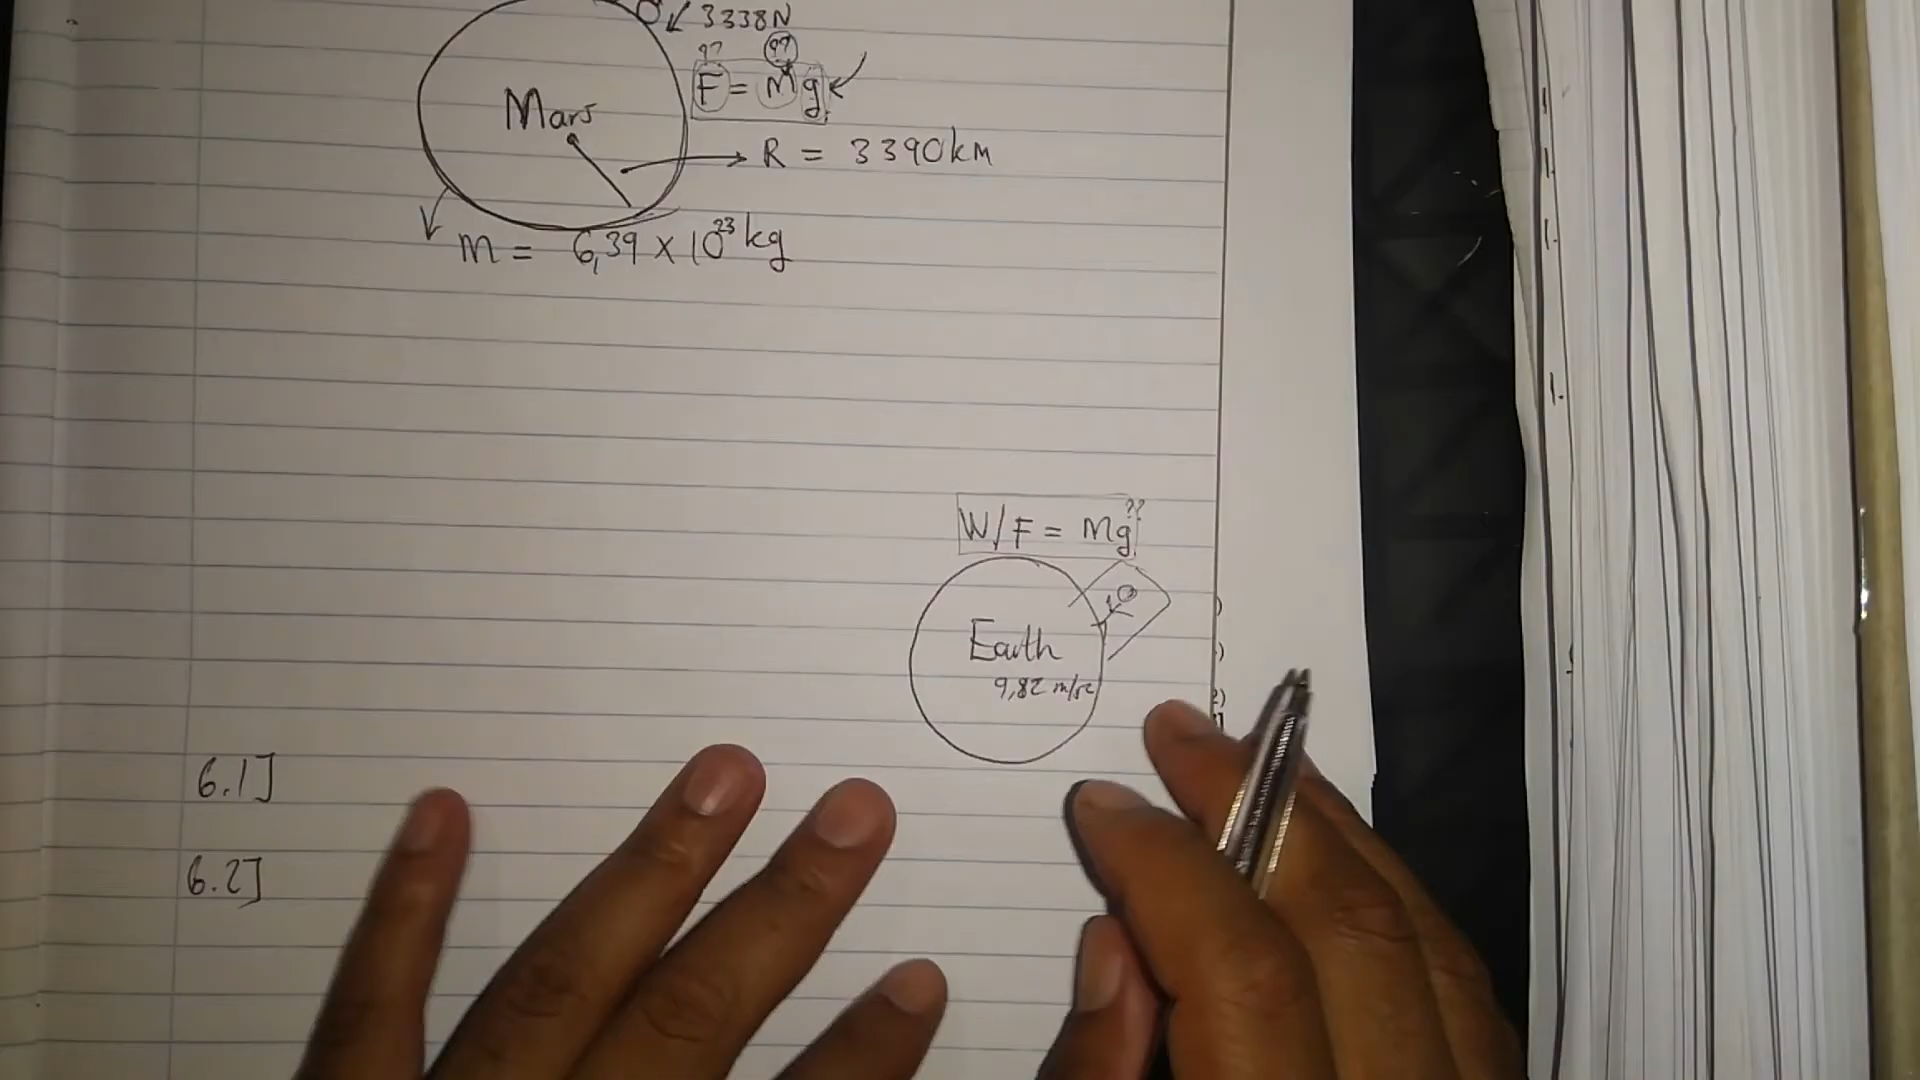 3338N
?? ??
F = Mg
Mars
R = 3390km
m = 6,39 x 10²³ kg
??
W/F = Mg
Earth
9,82 m/s²
6.1]
6.2]